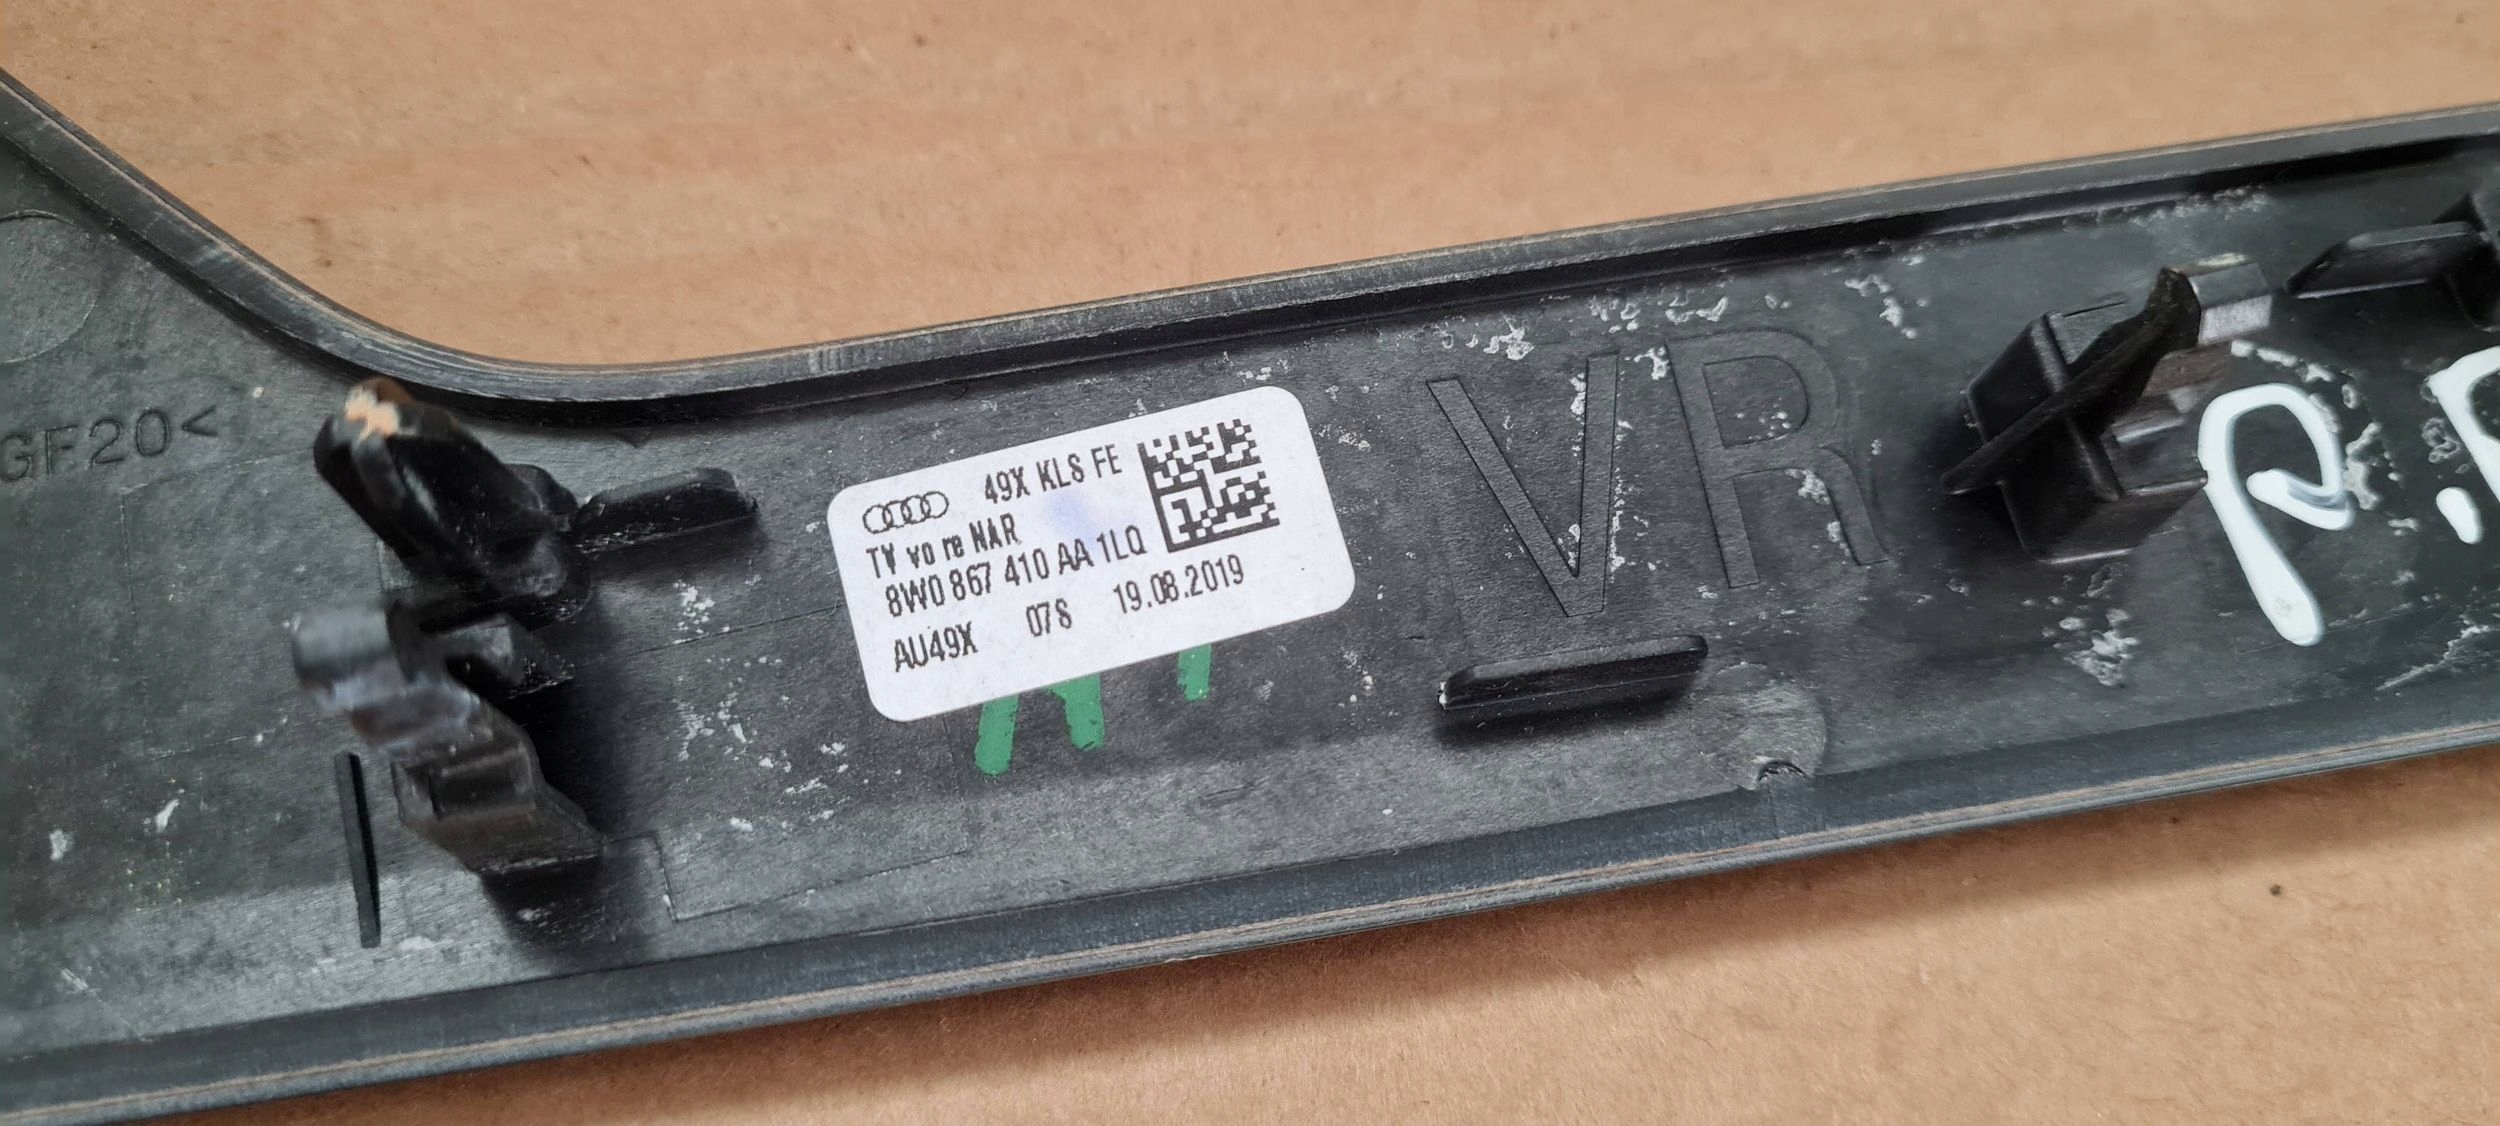 GF20<
49X KLS FE
TV vo re NAR
8W0 867 410 AA 1LQ
AU49X 07S 19.08.2019
VR
P.